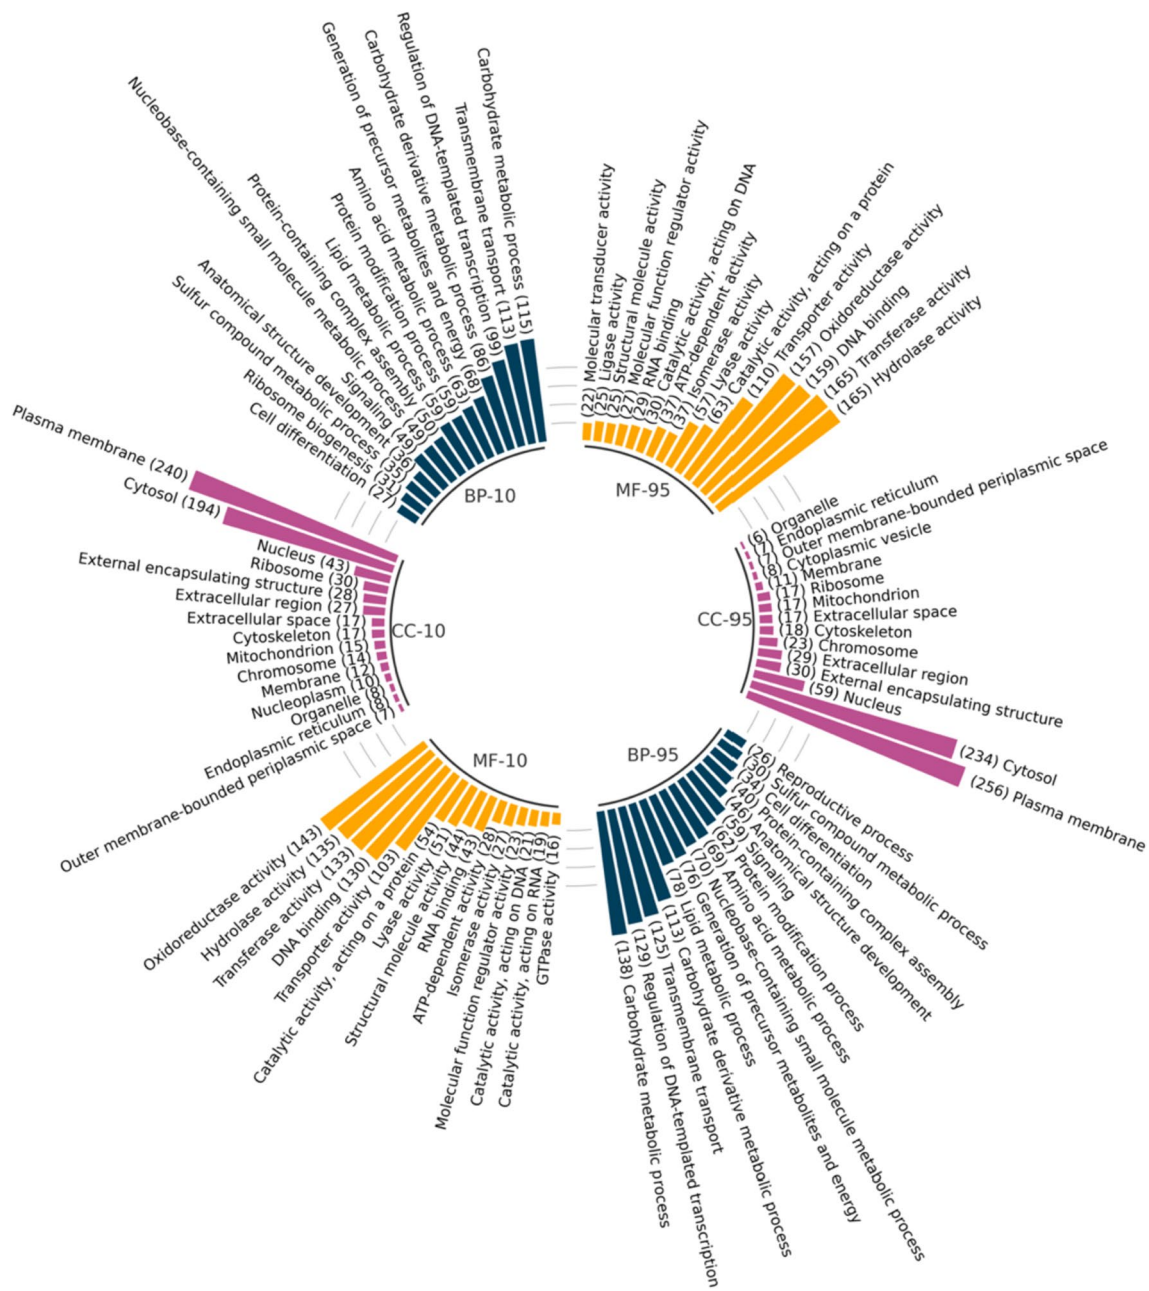 Carbohydrate metabolic process (115)
Transmembrane transport (113)
Regulation of DNA-templated transcription (99)
Carbohydrate derivative metabolic process (86)
Generation of precursor metabolites and energy (68)
Amino acid metabolic process (63)
Protein modification process (59)
Lipid metabolic process (59)
Protein-containing complex assembly (50)
Nucleobase-containing small molecule metabolic process (49)
Signaling (49)
Anatomical structure development
Sulfur compound metabolic process
Ribosome biogenesis (31)
Cell differentiation (27)
BP-10
(22) Molecular transducer activity
(25) Ligase activity
(25) Structural molecule activity
(27) Molecular function regulator activity
(29) RNA binding
(30) Catalytic activity, acting on DNA
(37) ATP-dependent activity
(37) Isomerase activity
(57) Lyase activity
(63) Catalytic activity, acting on a protein
(110) Transporter activity
(157) Oxidoreductase activity
(159) DNA binding
(165) Transferase activity
(165) Hydrolase activity
MF-95
(6) Organelle
(7) Endoplasmic reticulum
(7) Outer membrane-bounded periplasmic space
(8) Cytoplasmic vesicle
(11) Membrane
(17) Ribosome
(17) Mitochondrion
(17) Extracellular space
(18) Cytoskeleton
(23) Chromosome
(29) Extracellular region
(30) External encapsulating structure
(59) Nucleus
(234) Cytosol
(256) Plasma membrane
CC-95
(26) Reproductive process
(30) Sulfur compound metabolic process
(34) Cell differentiation
(40) Protein-containing complex assembly
(46) Anatomical structure development
(59) Signaling
(62) Protein modification process
(69) Amino acid metabolic process
(70) Nucleobase-containing small molecule metabolic process
(76) Generation of precursor metabolites and energy
(78) Lipid metabolic process
(113) Carbohydrate derivative metabolic process
(125) Transmembrane transport
(129) Regulation of DNA-templated transcription
(138) Carbohydrate metabolic process
BP-95
GTPase activity (16)
Catalytic activity, acting on RNA (19)
Catalytic activity, acting on DNA (21)
Molecular function regulator activity (23)
Isomerase activity (27)
ATP-dependent activity (28)
RNA binding (43)
Structural molecule activity (44)
Lyase activity (51)
Catalytic activity, acting on a protein (54)
Transporter activity (103)
DNA binding (130)
Transferase activity (133)
Hydrolase activity (135)
Oxidoreductase activity (143)
MF-10
Plasma membrane (240)
Cytosol (194)
Nucleus (43)
Ribosome (30)
External encapsulating structure (28)
Extracellular region (27)
Extracellular space (17)
Cytoskeleton (17)
Mitochondrion (15)
Chromosome (14)
Membrane (12)
Nucleoplasm (10)
Organelle (8)
Endoplasmic reticulum (8)
Outer membrane-bounded periplasmic space (7)
CC-10